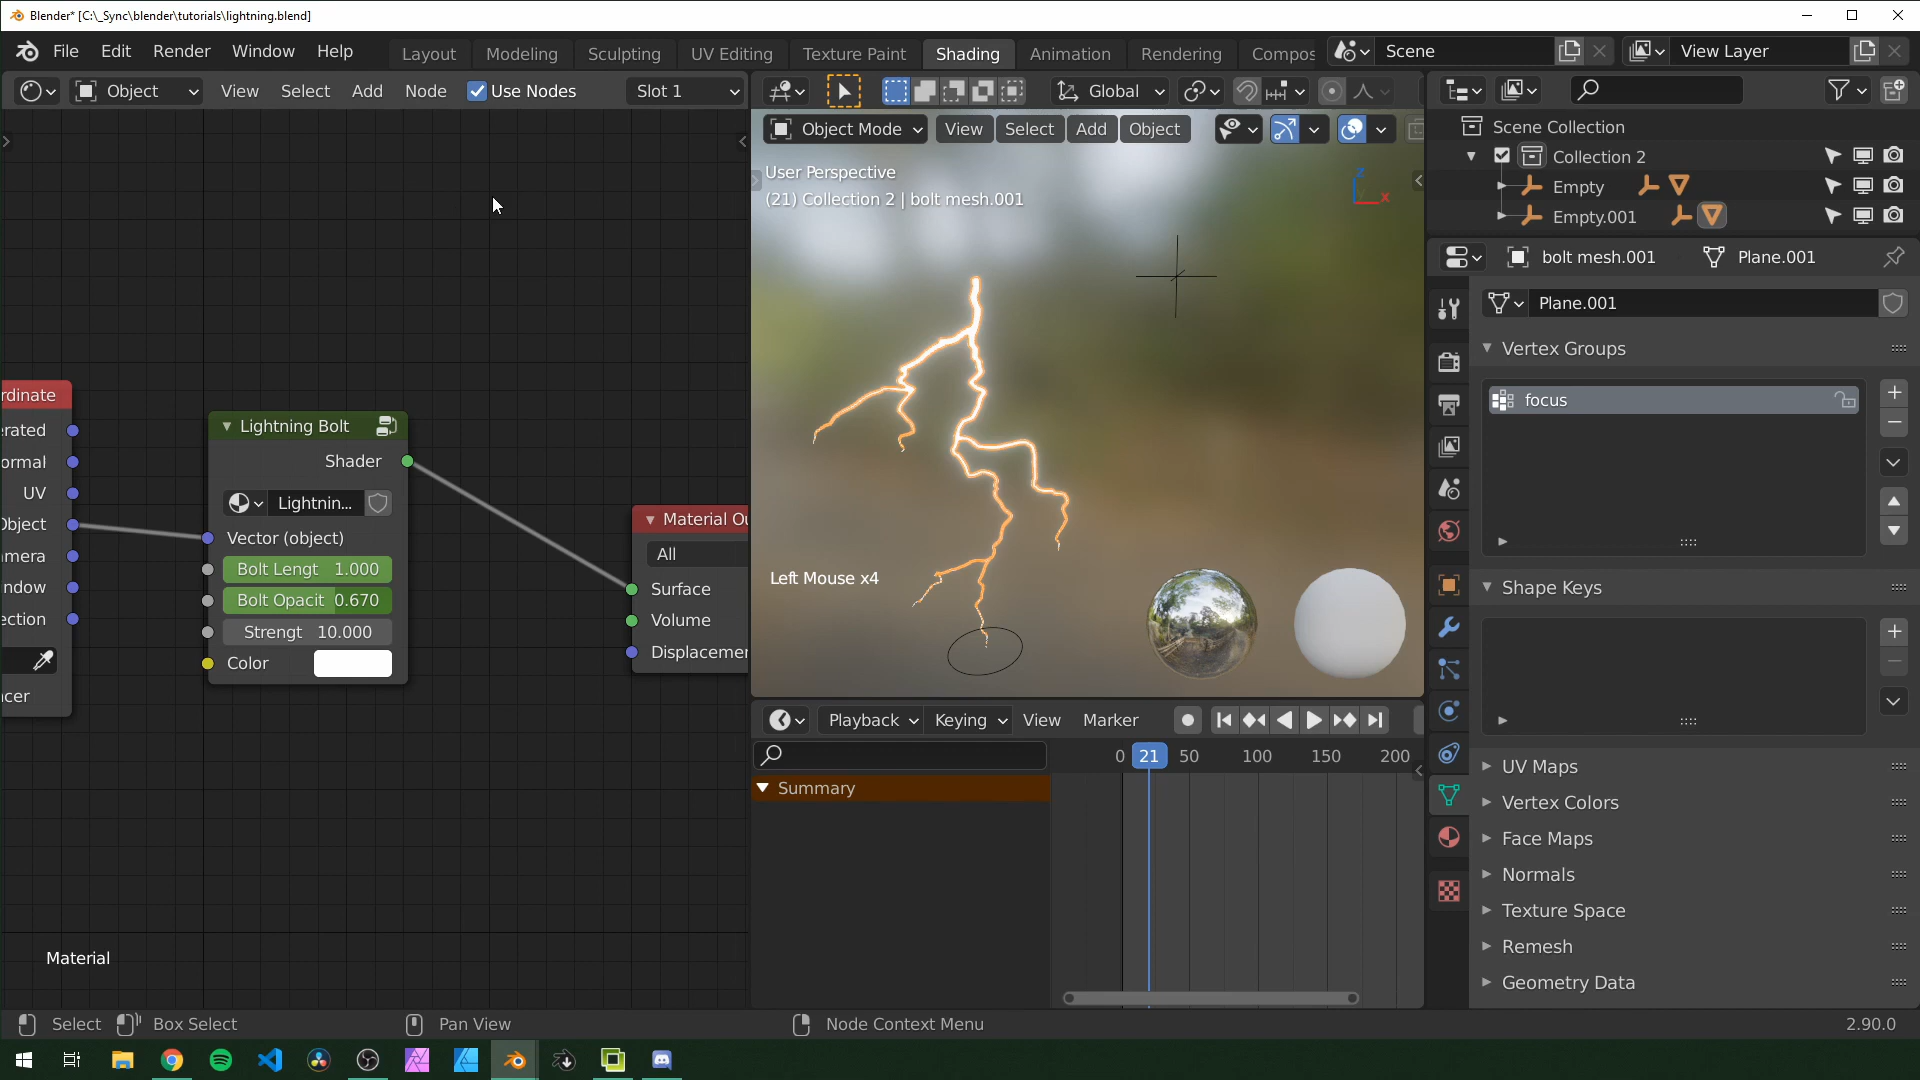 Blender* [C:\_Sync\blender\tutorials\lightning.blend]
File Edit Render Window Help
Layout Modeling Sculpting UV Editing Texture Paint Shading Animation Rendering Compos
Scene
View Layer
Object View Select Add Node Use Nodes Slot 1
Global
Object Mode View Select Add Object
User Perspective
(21) Collection 2 | bolt mesh.001
Z
X
Left Mouse x4
rdinate
erated
ormal
UV
Object
mera
ndow
ection
cer
Lightning Bolt
Shader
Lightnin...
Vector (object)
Bolt Lengt 1.000
Bolt Opacit 0.670
Strengt 10.000
Color
Material Ou
All
Surface
Volume
Displacemer
Material
Playback Keying View Marker
0 21 50 100 150 200
Summary
Scene Collection
Collection 2
Empty
Empty.001
bolt mesh.001 Plane.001
Plane.001
Vertex Groups
focus
Shape Keys
UV Maps
Vertex Colors
Face Maps
Normals
Texture Space
Remesh
Geometry Data
Select Box Select Pan View Node Context Menu 2.90.0